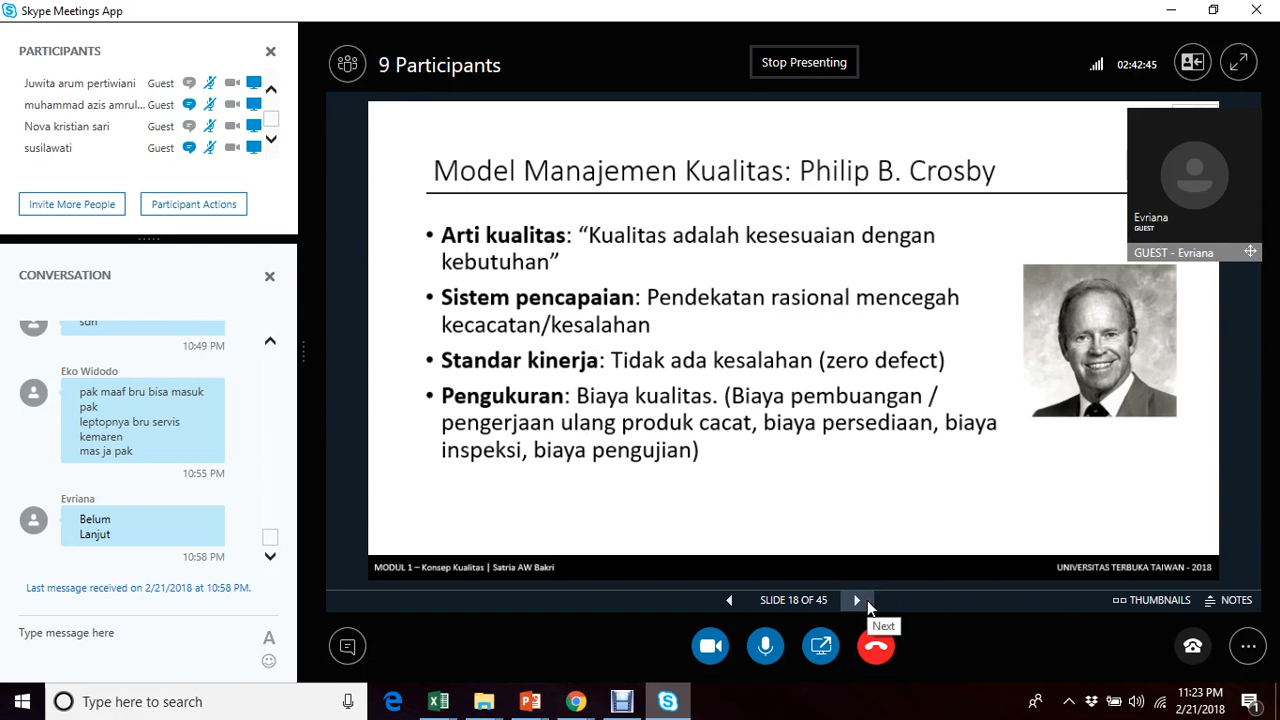 Skype Meetings App
PARTICIPANTS
Juwita arum pertiwiani Guest
muhammad azis amrul... Guest
Nova kristian sari Guest
susilawati Guest
Invite More People
Participant Actions
CONVERSATION
10:49 PM
Eko Widodo
pak maaf bru bisa masuk
pak
leptopnya bru servis
kemaren
mas ja pak
10:55 PM
Evriana
Belum
Lanjut
10:58 PM
Last message received on 2/21/2018 at 10:58 PM.
Type message here
A
9 Participants
Stop Presenting
02:42:45
Model Manajemen Kualitas: Philip B. Crosby
• Arti kualitas: “Kualitas adalah kesesuaian dengan
kebutuhan”
• Sistem pencapaian: Pendekatan rasional mencegah
kecacatan/kesalahan
• Standar kinerja: Tidak ada kesalahan (zero defect)
• Pengukuran: Biaya kualitas. (Biaya pembuangan /
pengerjaan ulang produk cacat, biaya persediaan, biaya
inspeksi, biaya pengujian)
Evriana
GUEST
GUEST - Evriana
MODUL 1 – Konsep Kualitas | Satria AW Bakri
UNIVERSITAS TERBUKA TAIWAN - 2018
SLIDE 18 OF 45
THUMBNAILS
NOTES
Next
Type here to search
11:23 PM
2/21/2018
1